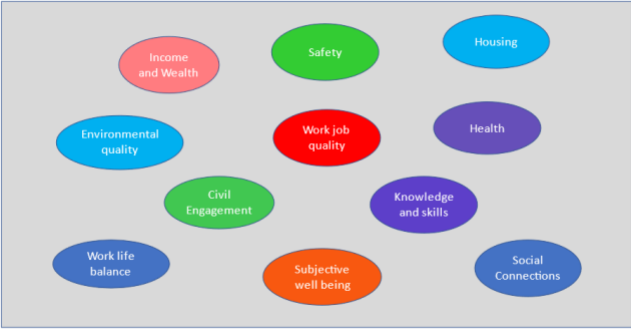 Income
and Wealth
Safety
Housing
Environmental
quality
Work job
quality
Health
Civil
Engagement
Knowledge
and skills
Work life
balance
Subjective
well being
Social
Connections